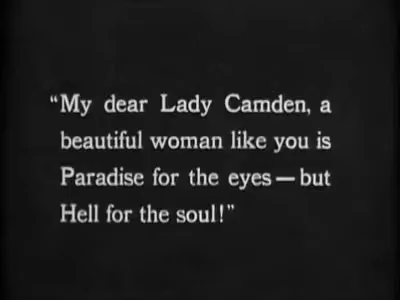 “My dear Lady Camden, a
beautiful woman like you is
Paradise for the eyes — but
Hell for the soul!”